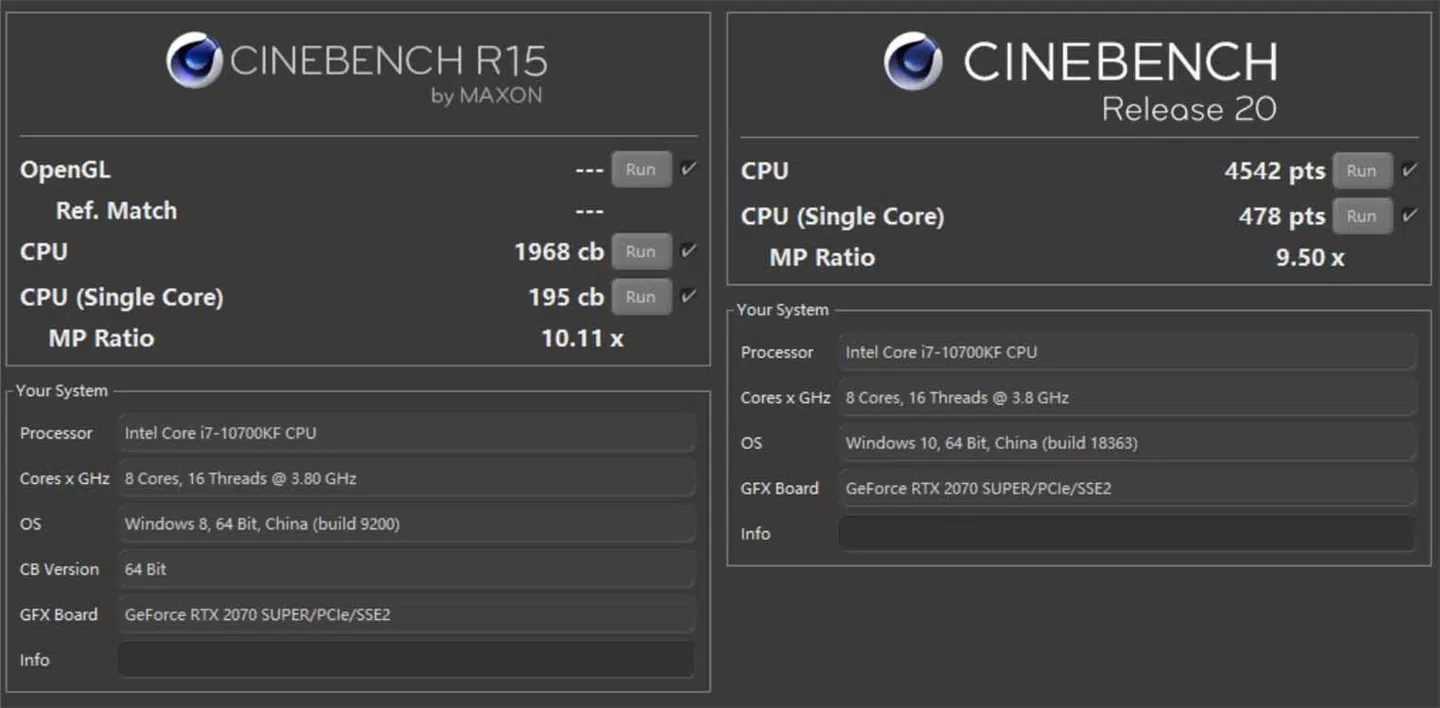 CINEBENCH R15
by MAXON
OpenGL --- Run
Ref. Match ---
CPU 1968 cb Run
CPU (Single Core) 195 cb Run
MP Ratio 10.11 x
Your System
Processor Intel Core i7-10700KF CPU
Cores x GHz 8 Cores, 16 Threads @ 3.80 GHz
OS Windows 8, 64 Bit, China (build 9200)
CB Version 64 Bit
GFX Board GeForce RTX 2070 SUPER/PCIe/SSE2
Info
CINEBENCH
Release 20
CPU 4542 pts Run
CPU (Single Core) 478 pts Run
MP Ratio 9.50 x
Your System
Processor Intel Core i7-10700KF CPU
Cores x GHz 8 Cores, 16 Threads @ 3.8 GHz
OS Windows 10, 64 Bit, China (build 18363)
GFX Board GeForce RTX 2070 SUPER/PCIe/SSE2
Info